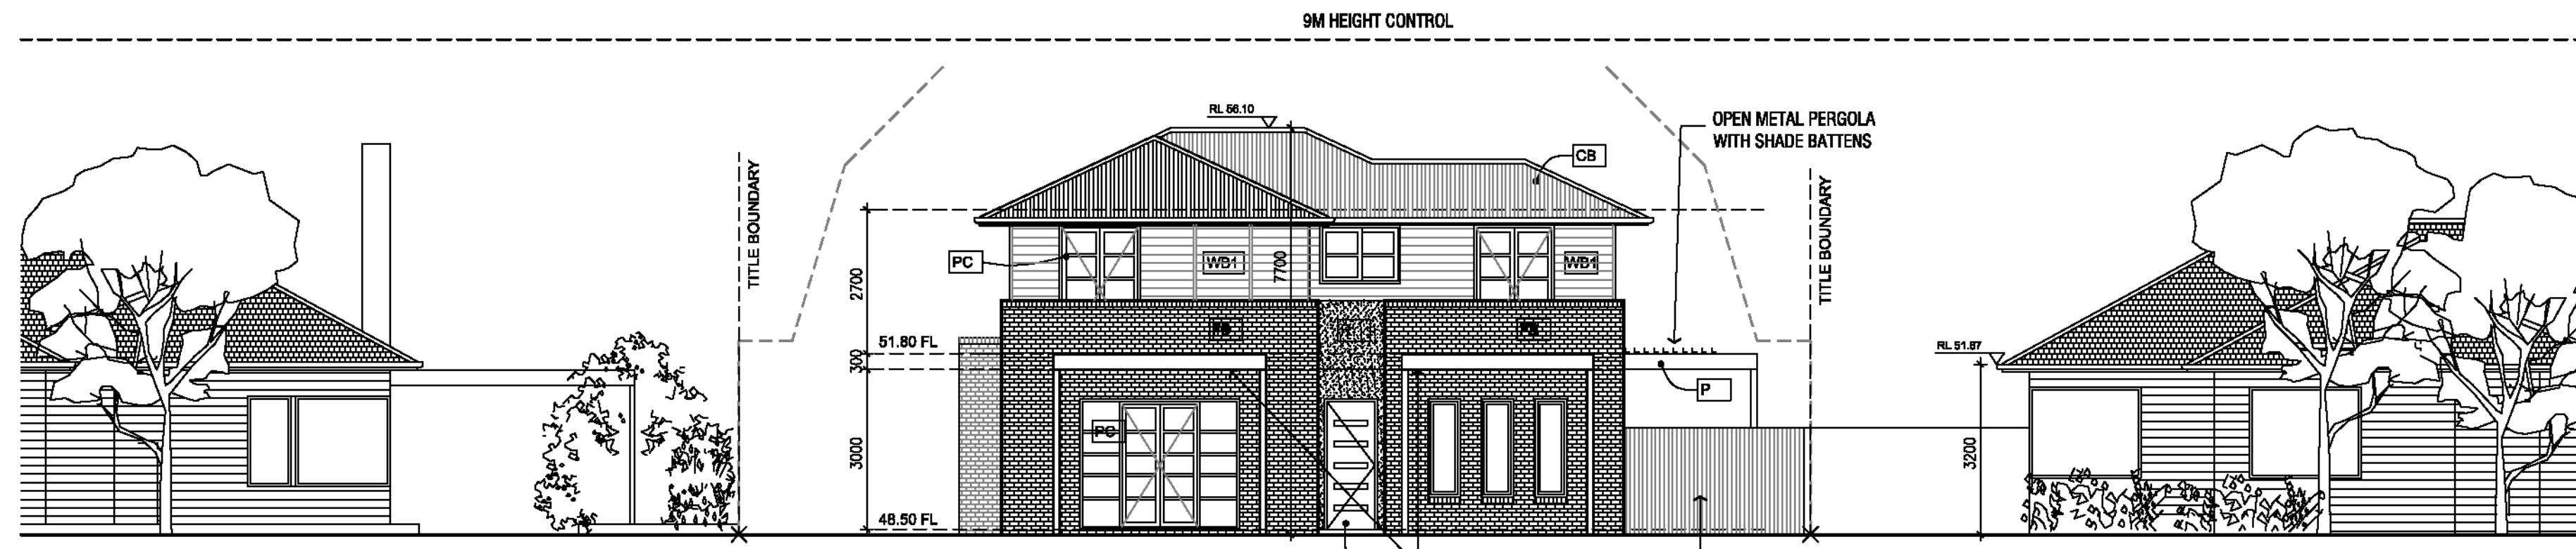 9M HEIGHT CONTROL
RL 56.10
OPEN METAL PERGOLA
WITH SHADE BATTENS
CB
TITLE BOUNDARY
TITLE BOUNDARY
PC
WB1
7700
WB1
2700
51.80 FL
300
RL 51.87
P
PC
3000
3200
48.50 FL